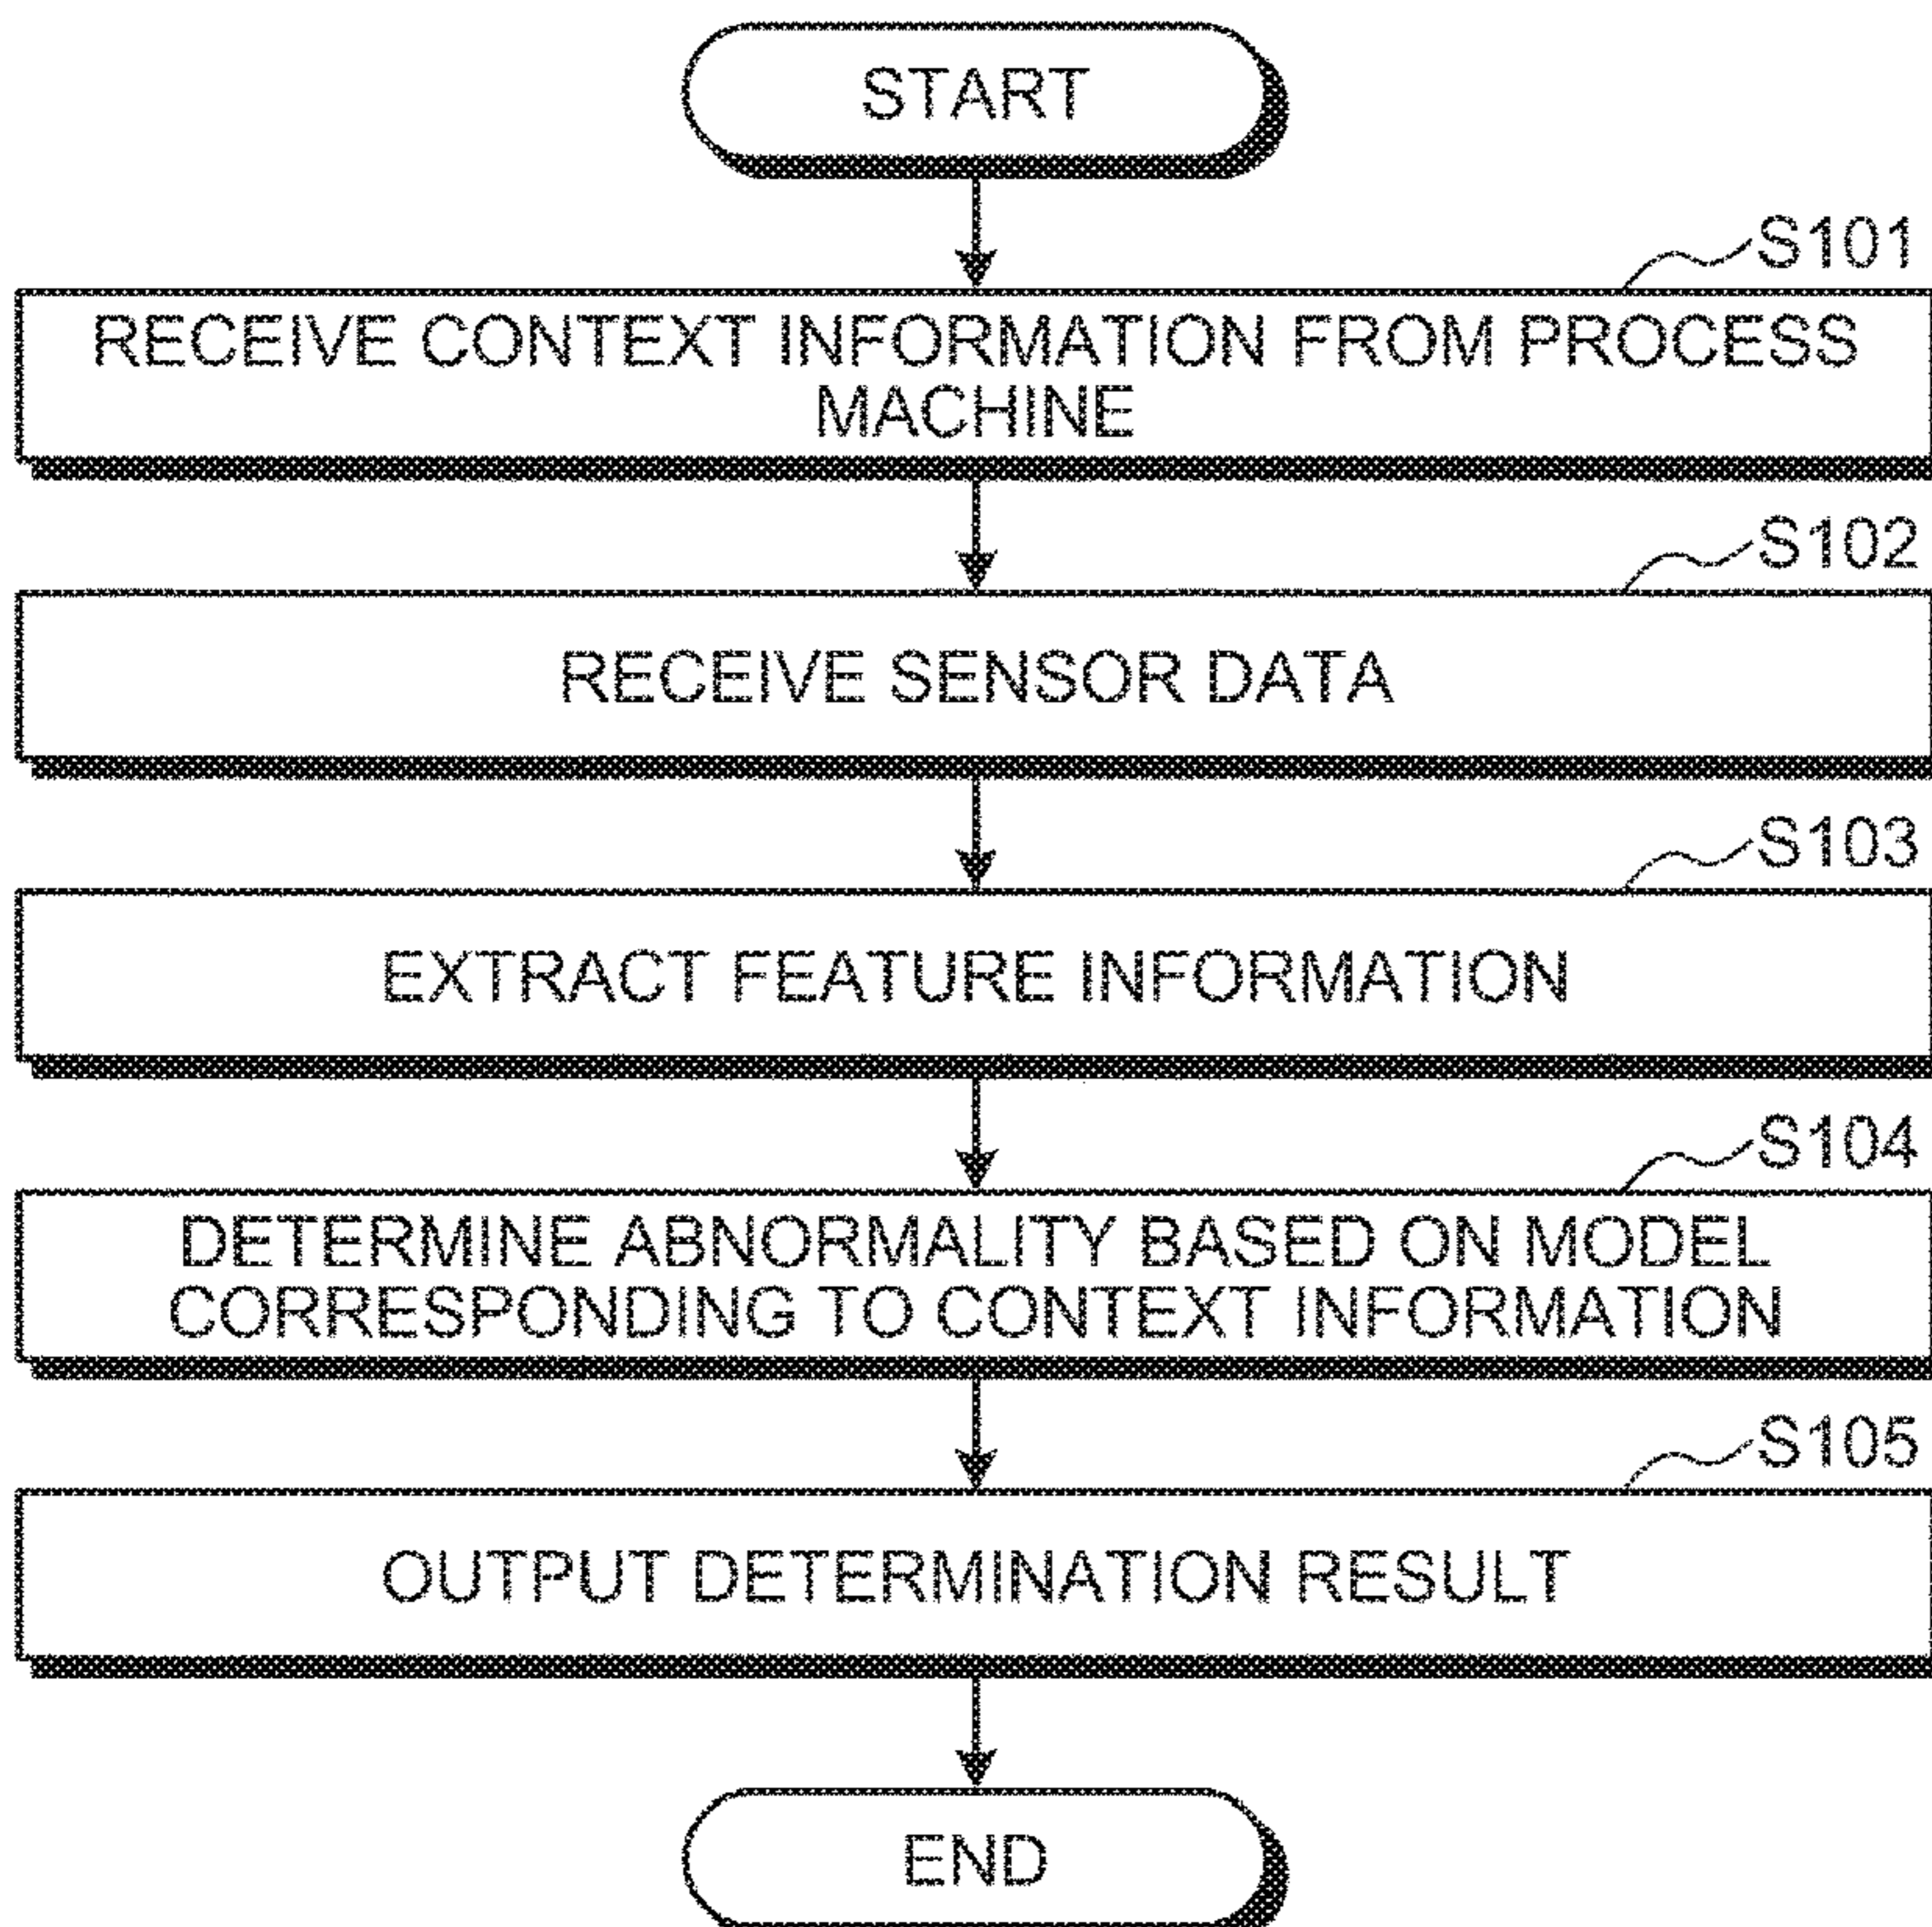 START
S101
RECEIVE CONTEXT INFORMATION FROM PROCESS
MACHINE
S102
RECEIVE SENSOR DATA
S103
EXTRACT FEATURE INFORMATION
S104
DETERMINE ABNORMALITY BASED ON MODEL
CORRESPONDING TO CONTEXT INFORMATION
S105
OUTPUT DETERMINATION RESULT
END